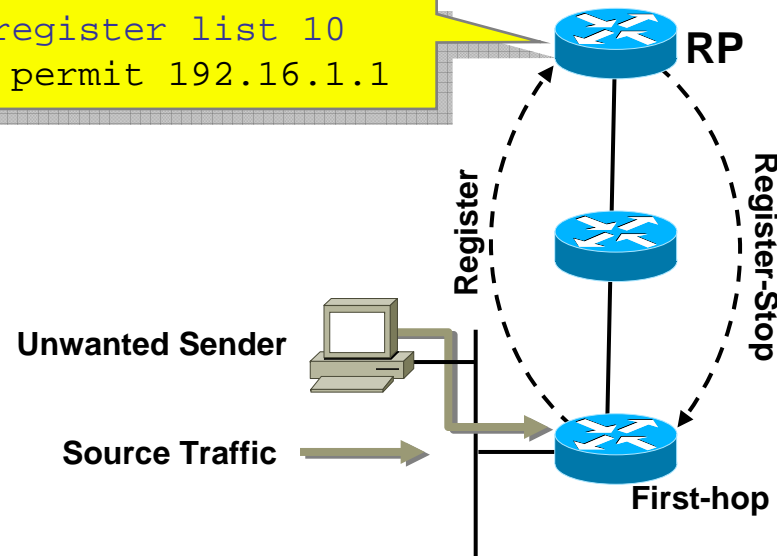 register list 10
permit 192.16.1.1
RP
Register
Register-Stop
Unwanted Sender
Source Traffic
First-hop